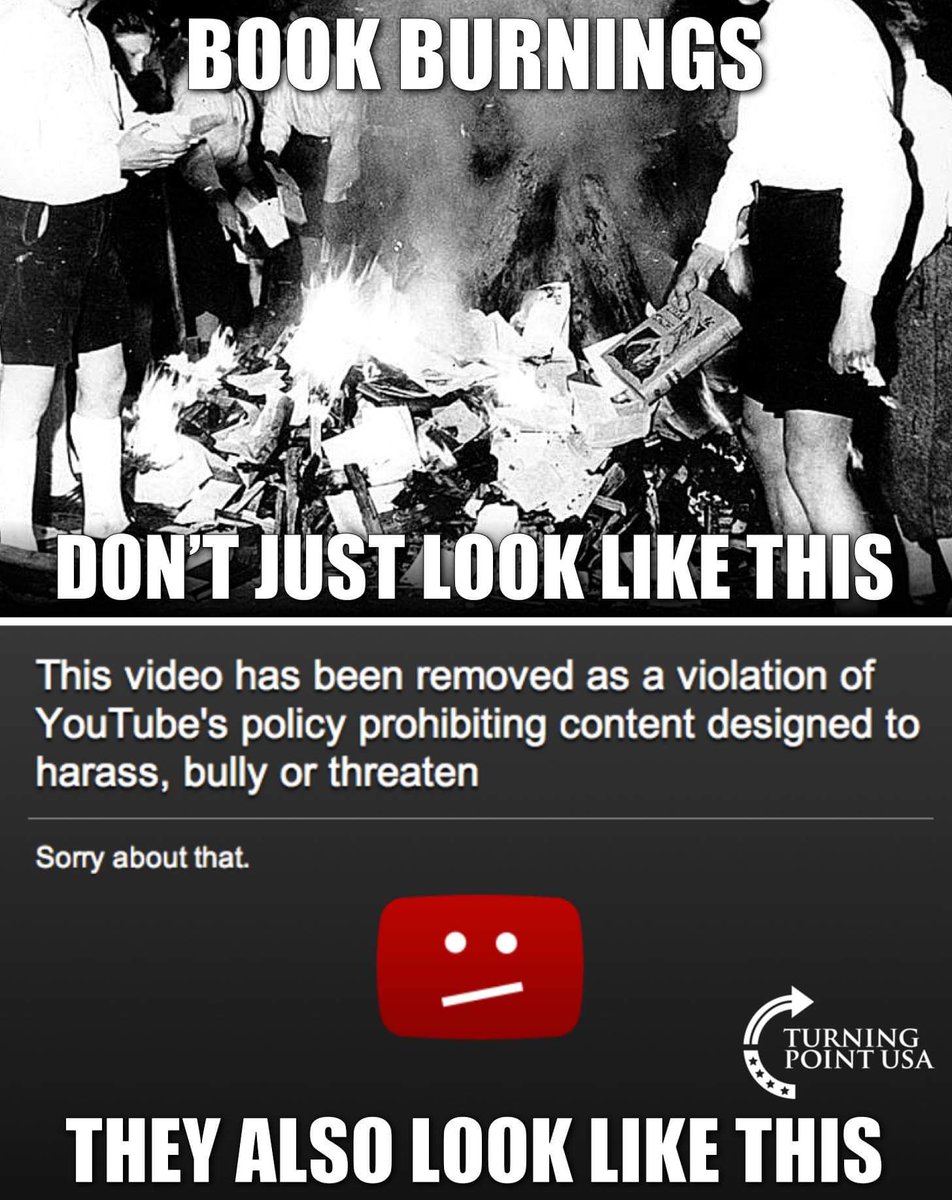 BOOK BURNINGS
DON'T JUST LOOK LIKE THIS
This video has been removed as a violation of
YouTube's policy prohibiting content designed to
harass, bully or threaten
Sorry about that.
TURNING
POINT USA
THEY ALSO LOOK LIKE THIS